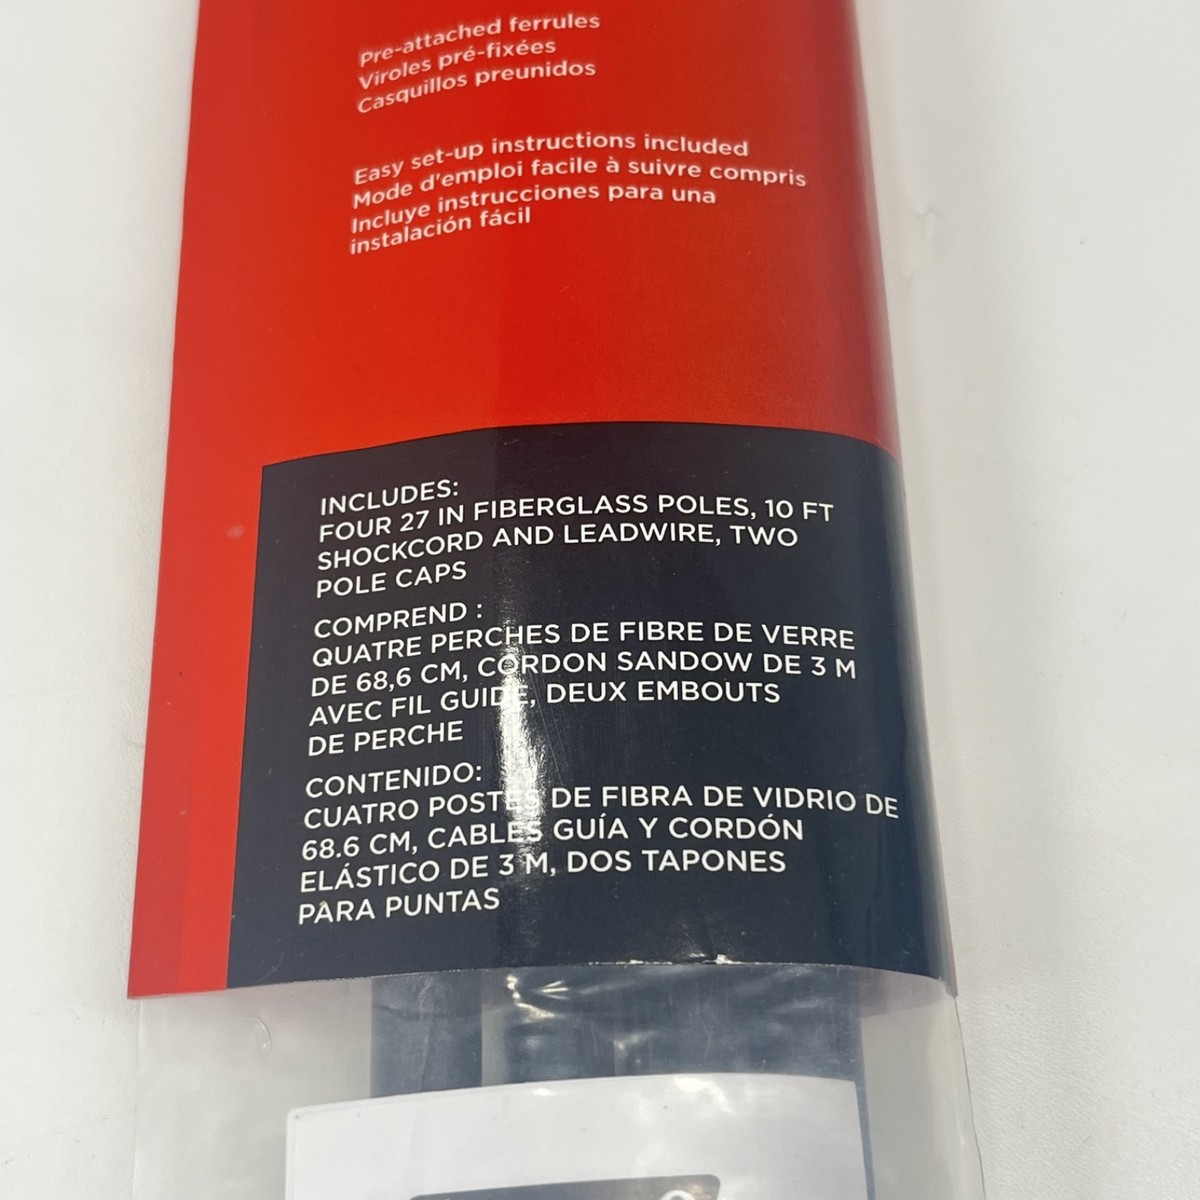 Pre-attached ferrules
Viroles pré-fixées
Casquillos preunidos
Easy set-up instructions included
Mode d'emploi facile à suivre compris
Incluye instrucciones para una
instalación fácil
INCLUDES:
FOUR 27 IN FIBERGLASS POLES, 10 FT
SHOCKCORD AND LEADWIRE, TWO
POLE CAPS
COMPREND :
QUATRE PERCHES DE FIBRE DE VERRE
DE 68,6 CM, CORDON SANDOW DE 3 M
AVEC FIL GUIDE, DEUX EMBOUTS
DE PERCHE
CONTENIDO:
CUATRO POSTES DE FIBRA DE VIDRIO DE
68.6 CM, CABLES GUÍA Y CORDÓN
ELÁSTICO DE 3 M, DOS TAPONES
PARA PUNTAS